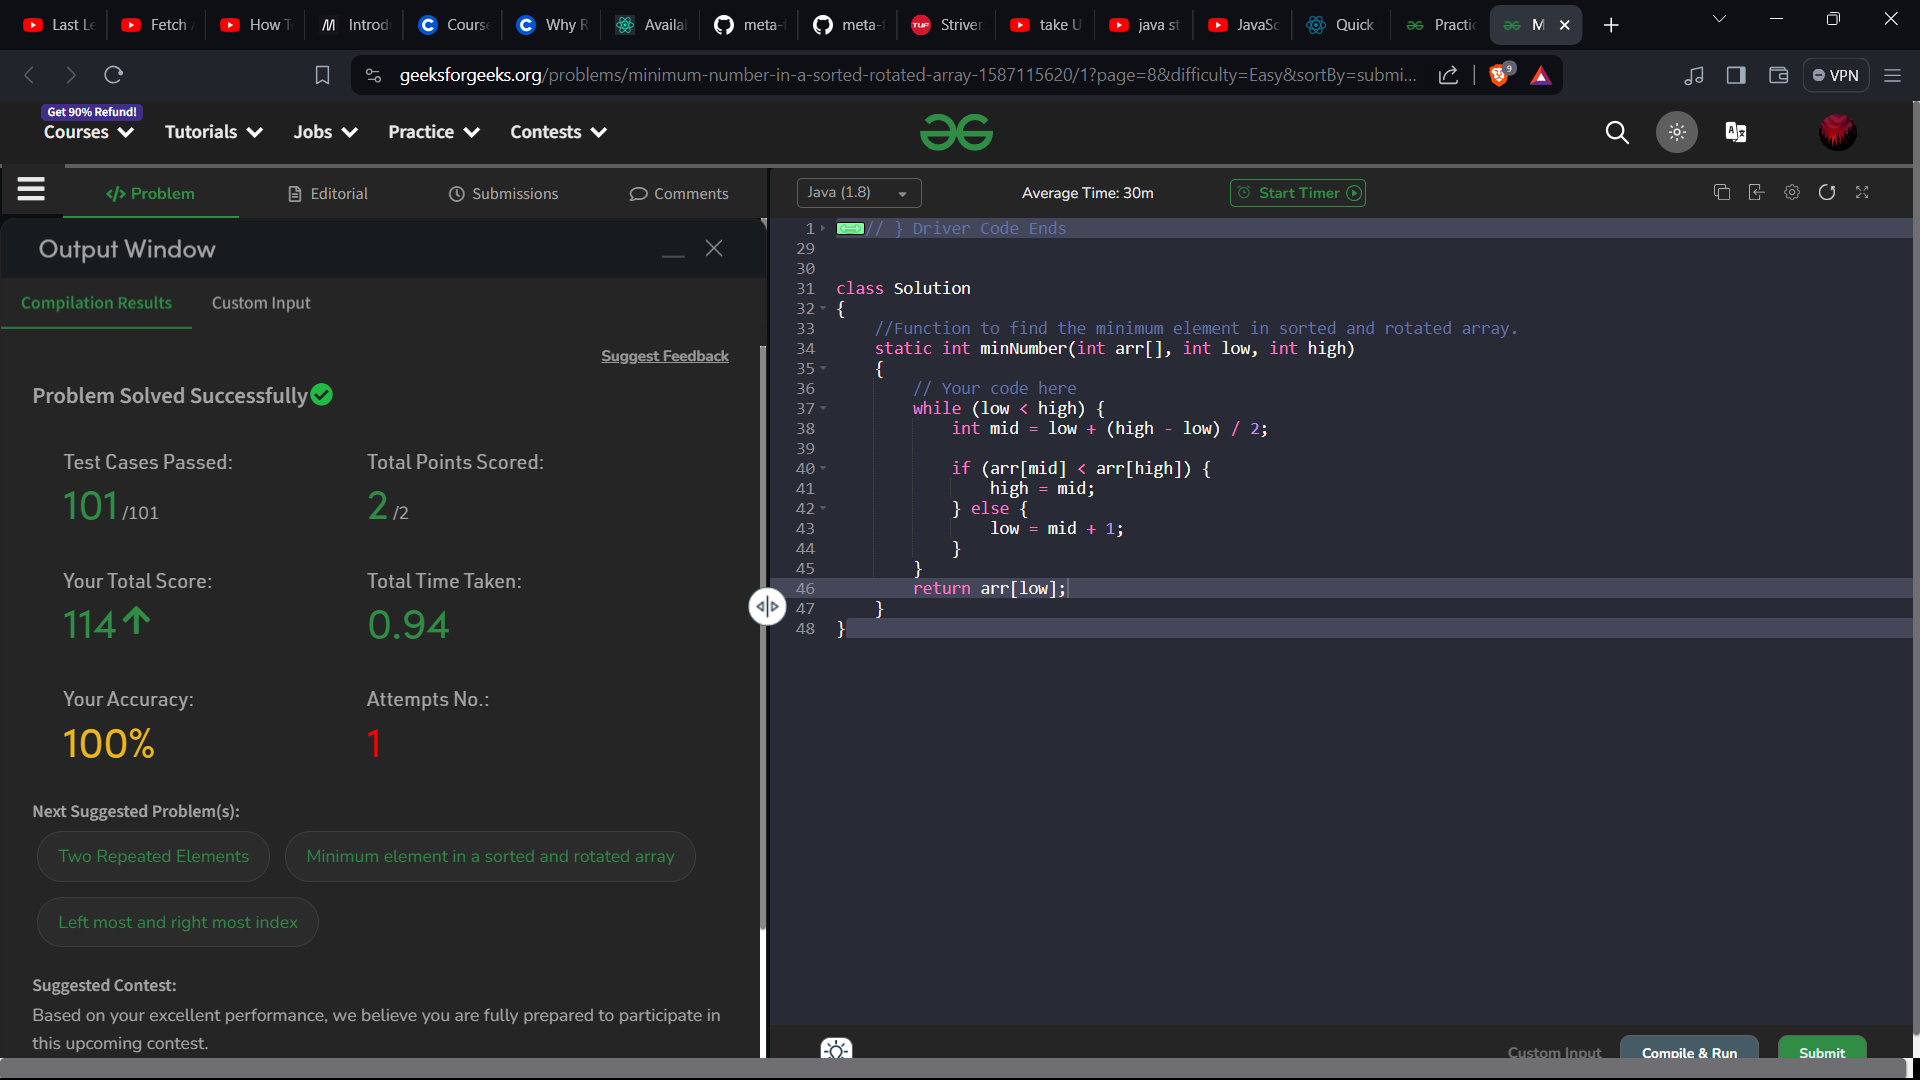 Last Le
Fetch
How T
Introd
Cours
Why R
Availa
meta-
meta-
Striver
take U
java st
JavaSc
Quick
Practic
M
geeksforgeeks.org/problems/minimum-number-in-a-sorted-rotated-array-1587115620/1?page=8&difficulty=Easy&sortBy=submi...
9
VPN
Get 90% Refund!
Courses
Tutorials
Jobs
Practice
Contests
Problem
Editorial
Submissions
Comments
Java (1.8)
Average Time: 30m
Start Timer
Output Window
Compilation Results
Custom Input
Suggest Feedback
Problem Solved Successfully
Test Cases Passed:
101 /101
Total Points Scored:
2 /2
Your Total Score:
114
Total Time Taken:
0.94
Your Accuracy:
100%
Attempts No.:
1
Next Suggested Problem(s):
Two Repeated Elements
Minimum element in a sorted and rotated array
Left most and right most index
Suggested Contest:
Based on your excellent performance, we believe you are fully prepared to participate in
this upcoming contest.
1 // } Driver Code Ends
29
30
31 class Solution
32 {
33 //Function to find the minimum element in sorted and rotated array.
34 static int minNumber(int arr[], int low, int high)
35 {
36 // Your code here
37 while (low < high) {
38 int mid = low + (high - low) / 2;
39
40 if (arr[mid] < arr[high]) {
41 high = mid;
42 } else {
43 low = mid + 1;
44 }
45 }
46 return arr[low];
47 }
48 }
Custom Input
Compile & Run
Submit